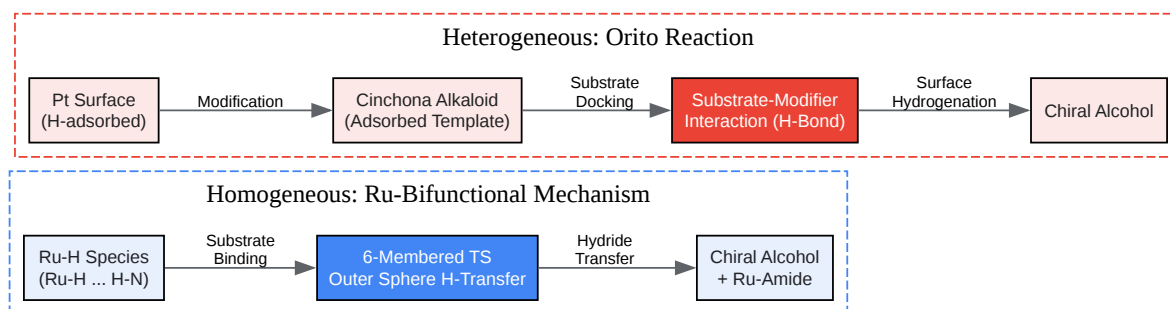 Heterogeneous: Orito Reaction
Pt Surface
(H-adsorbed)
Modification
Cinchona Alkaloid
(Adsorbed Template)
Substrate
Docking
Substrate-Modifier
Interaction (H-Bond)
Surface
Hydrogenation
Chiral Alcohol
Homogeneous: Ru-Bifunctional Mechanism
Ru-H Species
(Ru-H ... H-N)
Substrate
Binding
6-Membered TS
Outer Sphere H-Transfer
Hydride
Transfer
Chiral Alcohol
+ Ru-Amide